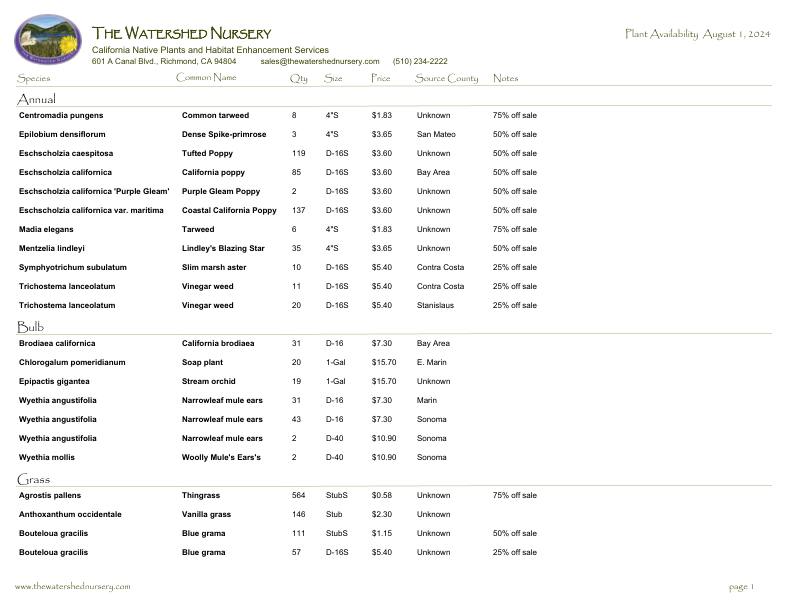 The Watershed Nursery
Plant Availability August 1, 2024
California Native Plants and Habitat Enhancement Services
601 A Canal Blvd., Richmond, CA 94804 sales@thewatershednursery.com (510) 234-2222
Species Common Name Qty Size Price Source County Notes
Annual
Centromadia pungens Common tarweed 8 4"S $1.83 Unknown 75% off sale
Epilobium densiflorum Dense Spike-primrose 3 4"S $3.65 San Mateo 50% off sale
Eschscholzia caespitosa Tufted Poppy 119 D-16S $3.60 Unknown 50% off sale
Eschscholzia californica California poppy 85 D-16S $3.60 Bay Area 50% off sale
Eschscholzia californica 'Purple Gleam' Purple Gleam Poppy 2 D-16S $3.60 Unknown 50% off sale
Eschscholzia californica var. maritima Coastal California Poppy 137 D-16S $3.60 Unknown 50% off sale
Madia elegans Tarweed 6 4"S $1.83 Unknown 75% off sale
Mentzelia lindleyi Lindley's Blazing Star 35 4"S $3.65 Unknown 50% off sale
Symphyotrichum subulatum Slim marsh aster 10 D-16S $5.40 Contra Costa 25% off sale
Trichostema lanceolatum Vinegar weed 11 D-16S $5.40 Contra Costa 25% off sale
Trichostema lanceolatum Vinegar weed 20 D-16S $5.40 Stanislaus 25% off sale
Bulb
Brodiaea californica California brodiaea 31 D-16 $7.30 Bay Area
Chlorogalum pomeridianum Soap plant 20 1-Gal $15.70 E. Marin
Epipactis gigantea Stream orchid 19 1-Gal $15.70 Unknown
Wyethia angustifolia Narrowleaf mule ears 31 D-16 $7.30 Marin
Wyethia angustifolia Narrowleaf mule ears 43 D-16 $7.30 Sonoma
Wyethia angustifolia Narrowleaf mule ears 2 D-40 $10.90 Sonoma
Wyethia mollis Woolly Mule's Ears's 2 D-40 $10.90 Sonoma
Grass
Agrostis pallens Thingrass 564 StubS $0.58 Unknown 75% off sale
Anthoxanthum occidentale Vanilla grass 146 Stub $2.30 Unknown
Bouteloua gracilis Blue grama 111 StubS $1.15 Unknown 50% off sale
Bouteloua gracilis Blue grama 57 D-16S $5.40 Unknown 25% off sale
www.thewatershednursery.com page 1